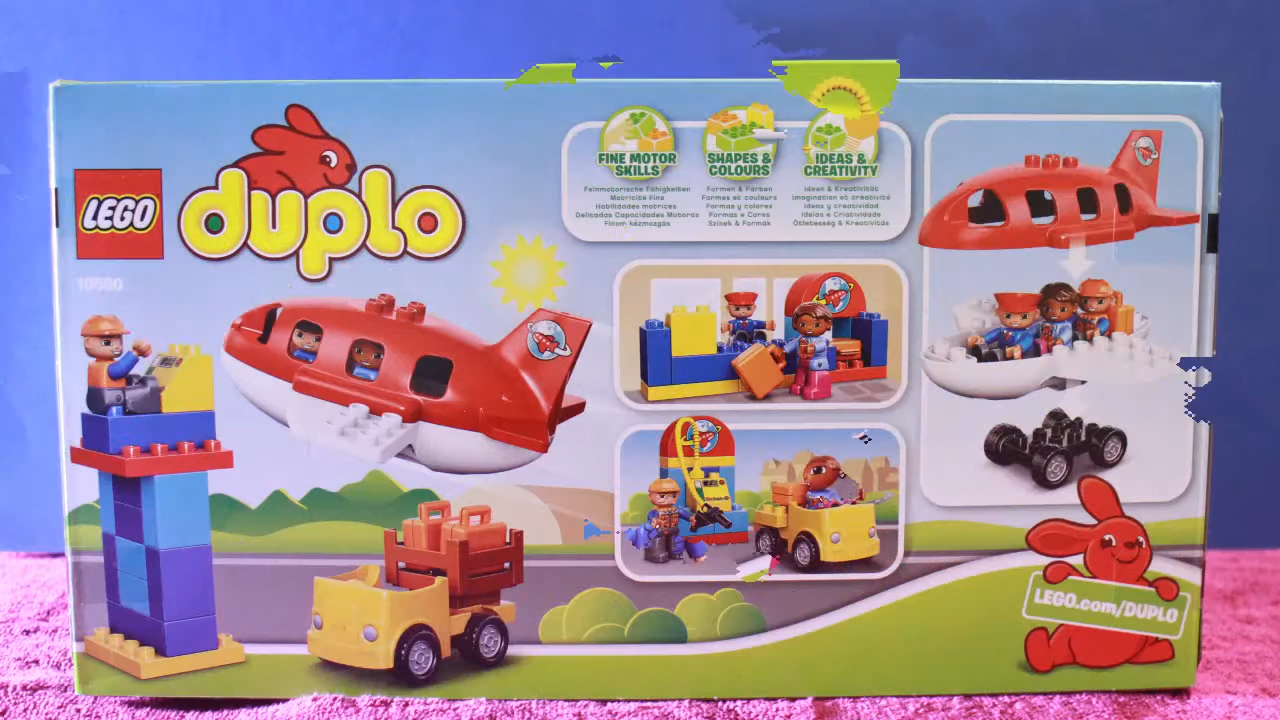 LEGO
duplo
10680
FINE MOTOR
SKILLS
Feinmotorische Fähigkeiten
Motricité Fine
Habilidades motrices
Delicadas Capacidades Motoras
Finom kézmozgás
SHAPES &
COLOURS
Formen & Farben
Formes et couleurs
Formas y colores
Formas e Cores
Színek & Formák
IDEAS &
CREATIVITY
Ideen & Kreativität
Imagination et créativité
Ideas y creatividad
Ideias e Criatividade
Ötletesség & Kreativitás
LEGO.com/DUPLO